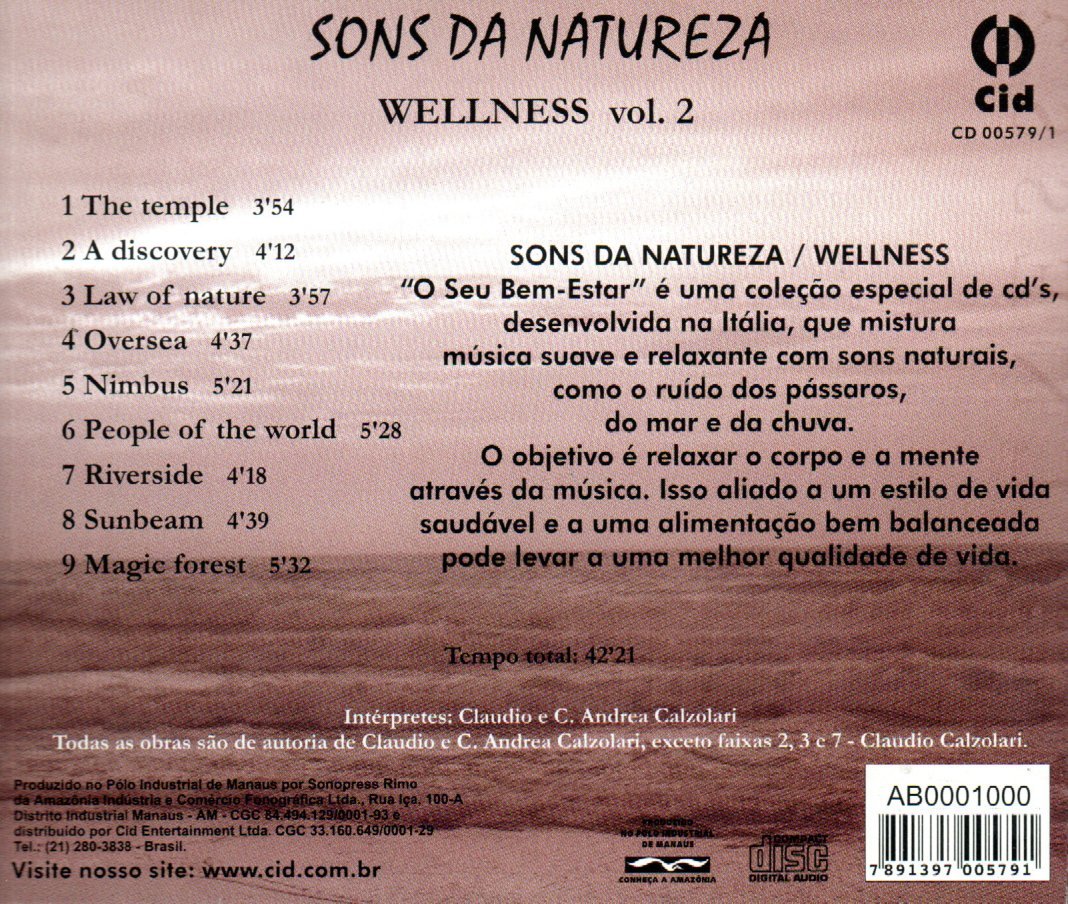 SONS DA NATUREZA
WELLNESS vol. 2
Cid
CD 00579/1
1 The temple 3'54
2 A discovery 4'12
3 Law of nature 3'57
4 Oversea 4'37
5 Nimbus 5'21
6 People of the world 5'28
7 Riverside 4'18
8 Sunbeam 4'39
9 Magic forest 5'32
SONS DA NATUREZA / WELLNESS
“O Seu Bem-Estar” é uma coleção especial de cd’s,
desenvolvida na Itália, que mistura
música suave e relaxante com sons naturais,
como o ruído dos pássaros,
do mar e da chuva.
O objetivo é relaxar o corpo e a mente
através da música. Isso aliado a um estilo de vida
saudável e a uma alimentação bem balanceada
pode levar a uma melhor qualidade de vida.
Tempo total: 42’21
Intérpretes: Claudio e C. Andrea Calzolari
Todas as obras são de autoria de Claudio e C. Andrea Calzolari, exceto faixas 2, 3 e 7 - Claudio Calzolari.
Produzido no Pólo Industrial de Manaus por Sonopress Rimo
da Amazônia Indústria e Comércio Fonográfica Ltda., Rua Iça, 100-A
Distrito Industrial Manaus - AM - CGC 84.494.129/0001-93 e
distribuido por Cid Entertainment Ltda. CGC 33.160.649/0001-29
Tel.: (21) 280-3838 - Brasil.
Visite nosso site: www.cid.com.br
PRODUZIDO
NO PÓLO INDUSTRIAL
DE MANAUS
CONHEÇA A AMAZÔNIA
COMPACT
disc
DIGITAL AUDIO
AB0001000
7 891397 005791